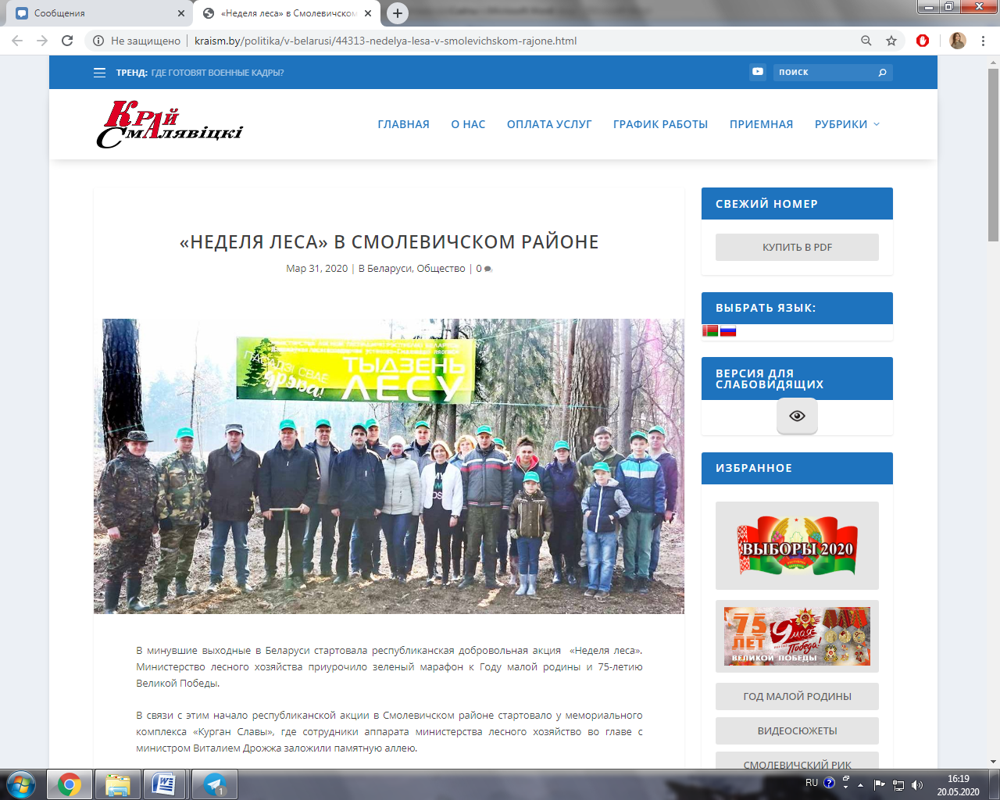 Сообщения
«Неделя леса» в Смолевичском
Не защищено
kraism.by/politika/v-belarusi/44313-nedelya-lesa-v-smolevichskom-rajone.html
ТРЕНД: ГДЕ ГОТОВЯТ ВОЕННЫЕ КАДРЫ?
ПОИСК
Край
Смалявіцкі
ГЛАВНАЯ О НАС ОПЛАТА УСЛУГ ГРАФИК РАБОТЫ ПРИЕМНАЯ РУБРИКИ
«НЕДЕЛЯ ЛЕСА» В СМОЛЕВИЧСКОМ РАЙОНЕ
Мар 31, 2020 | В Беларуси, Общество | 0
ПАСАДЗІ СВАЁ
дрэва!
ТЫДЗЕНЬ
ЛЕСУ
В минувшие выходные в Беларуси стартовала республиканская добровольная акция «Неделя леса».
Министерство лесного хозяйства приурочило зеленый марафон к Году малой родины и 75-летию
Великой Победы.
В связи с этим начало республиканской акции в Смолевичском районе стартовало у мемориального
комплекса «Курган Славы», где сотрудники аппарата министерства лесного хозяйство во главе с
министром Виталием Дрожжа заложили памятную аллею.
СВЕЖИЙ НОМЕР
КУПИТЬ В PDF
ВЫБРАТЬ ЯЗЫК:
ВЕРСИЯ ДЛЯ
СЛАБОВИДЯЩИХ
ИЗБРАННОЕ
ВЫБОРЫ 2020
75
ЛЕТ
ВЕЛИКОЙ ПОБЕДЫ
9 мая
Победа!
ГОД МАЛОЙ РОДИНЫ
ВИДЕОСЮЖЕТЫ
СМОЛЕВИЧСКИЙ РИК
1
RU
16:19
20.05.2020